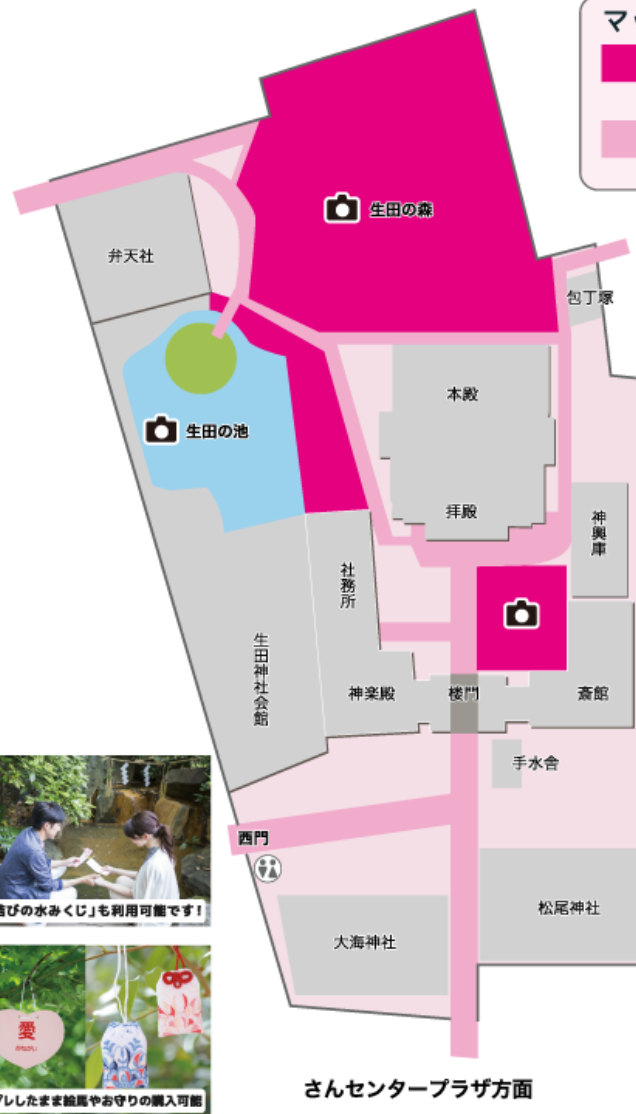 マッ
生田の森
弁天社
包丁塚
本殿
生田の池
拝殿
神輿庫
社務所
生田神社会館
神楽殿
楼門
斎館
手水舎
西門
結びの水みくじ」も利用可能です！
松尾神社
大海神社
愛
プレしたまま絵馬やお守りの購入可能
さんセンタープラザ方面